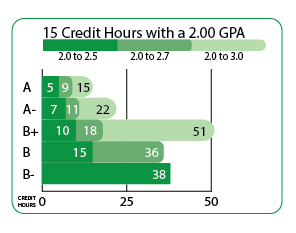 15 Credit Hours with a 2.00 GPA
2.0 to 2.5 2.0 to 2.7 2.0 to 3.0
A 5 9 15
A- 7 11 22
B+ 10 18 51
B 15 36
B- 38
CREDIT
HOURS 0 25 50